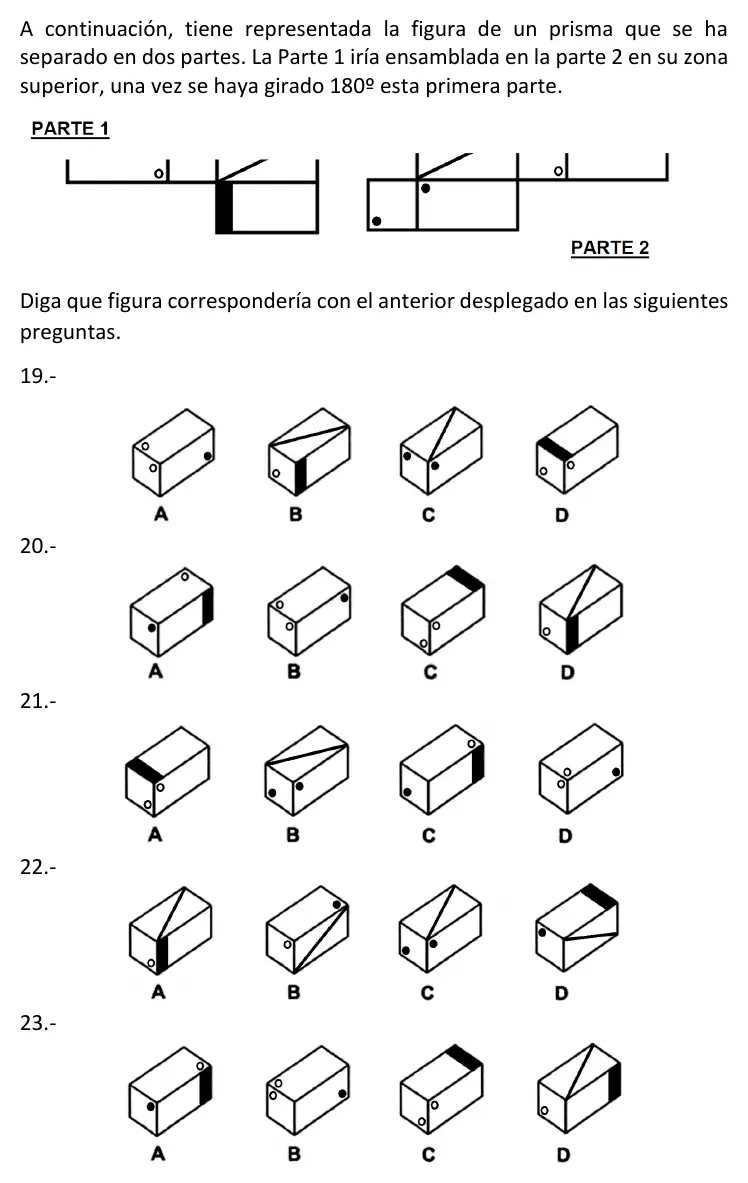 A continuación, tiene representada la figura de un prisma que se ha
separado en dos partes. La Parte 1 iría ensamblada en la parte 2 en su zona
superior, una vez se haya girado 180º esta primera parte.
PARTE 1
PARTE 2
Diga que figura correspondería con el anterior desplegado en las siguientes
preguntas.
19.-
A B C D
20.-
A B C D
21.-
A B C D
22.-
A B C D
23.-
A B C D